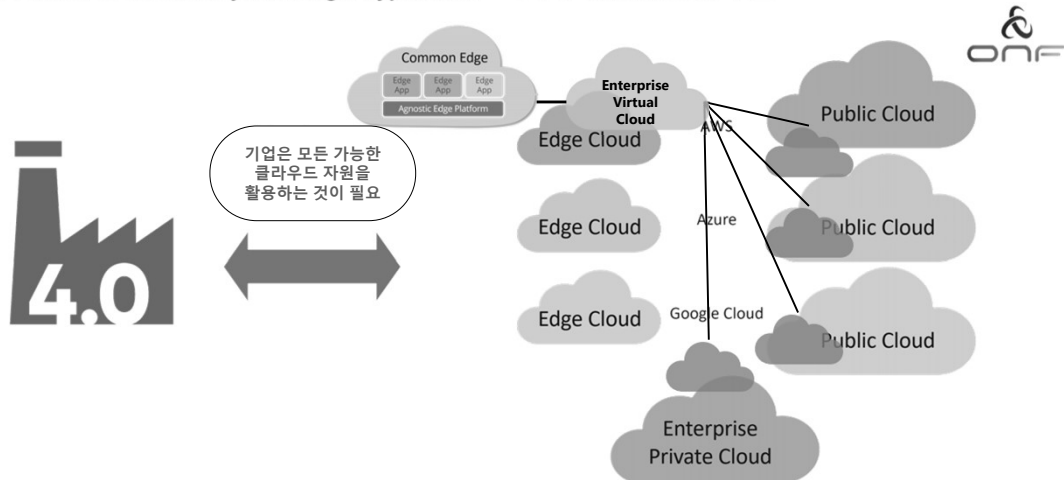 ONF
Common Edge
Edge
App
Edge
App
Edge
App
Agnostic Edge Platform
Enterprise
Virtual
Cloud
Edge Cloud
AWS
Public Cloud
기업은 모든 가능한
클라우드 자원을
활용하는 것이 필요
Edge Cloud
Azure
Public Cloud
4.0
Edge Cloud
Google Cloud
Public Cloud
Enterprise
Private Cloud